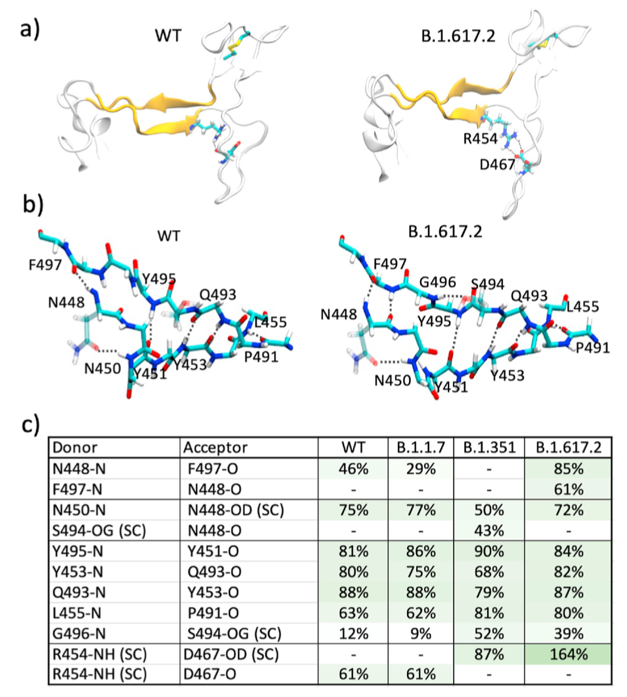 a)
WT
B.1.617.2
R454
D467
b)
WT
B.1.617.2
F497
Y495
Q493
N448
L455
N450
Y451
Y453
P491
F497
G496
S494
Q493
L455
N448
Y495
P491
N450
Y451
Y453
c)
Donor Acceptor WT B.1.1.7 B.1.351 B.1.617.2
N448-N F497-O 46% 29% - 85%
F497-N N448-O - - - 61%
N450-N N448-OD (SC) 75% 77% 50% 72%
S494-OG (SC) N448-O - - 43% -
Y495-N Y451-O 81% 86% 90% 84%
Y453-N Q493-O 80% 75% 68% 82%
Q493-N Y453-O 88% 88% 79% 87%
L455-N P491-O 63% 62% 81% 80%
G496-N S494-OG (SC) 12% 9% 52% 39%
R454-NH (SC) D467-OD (SC) - - 87% 164%
R454-NH (SC) D467-O 61% 61% - -